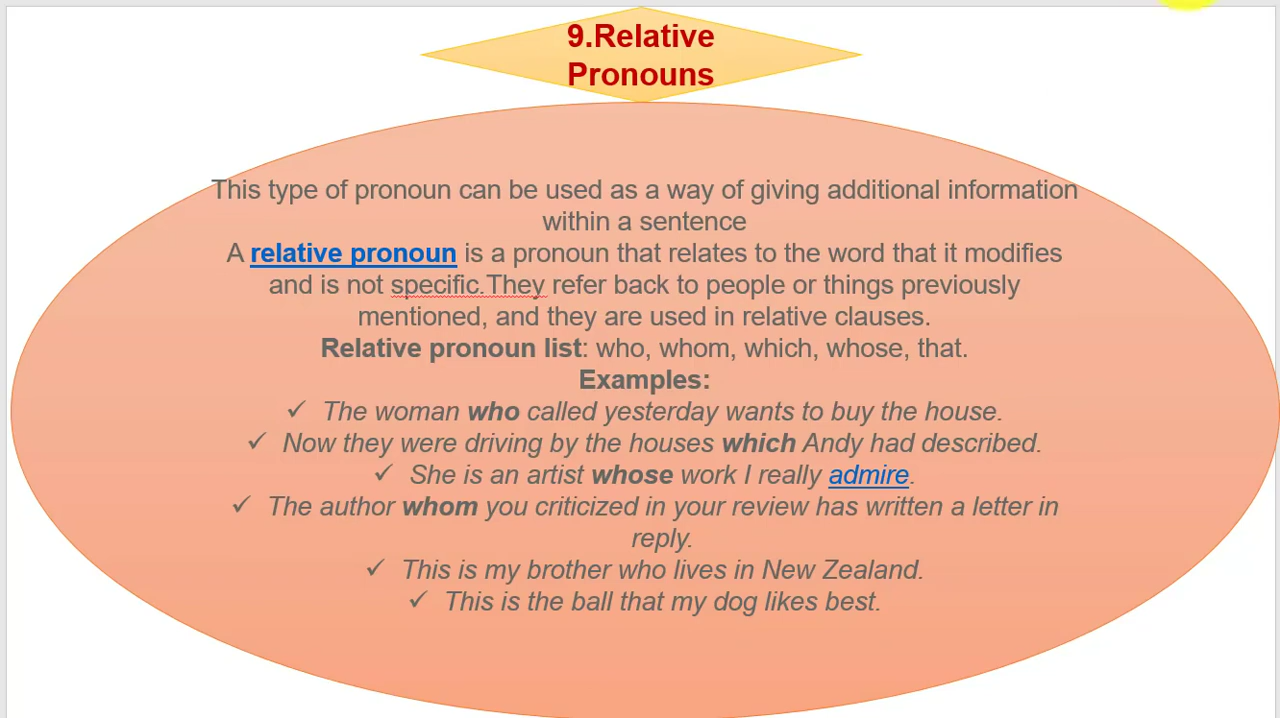 9.Relative
Pronouns
This type of pronoun can be used as a way of giving additional information
within a sentence
A relative pronoun is a pronoun that relates to the word that it modifies
and is not specific.They refer back to people or things previously
mentioned, and they are used in relative clauses.
Relative pronoun list: who, whom, which, whose, that.
Examples:
✓ The woman who called yesterday wants to buy the house.
✓ Now they were driving by the houses which Andy had described.
✓ She is an artist whose work I really admire.
✓ The author whom you criticized in your review has written a letter in
reply.
✓ This is my brother who lives in New Zealand.
✓ This is the ball that my dog likes best.